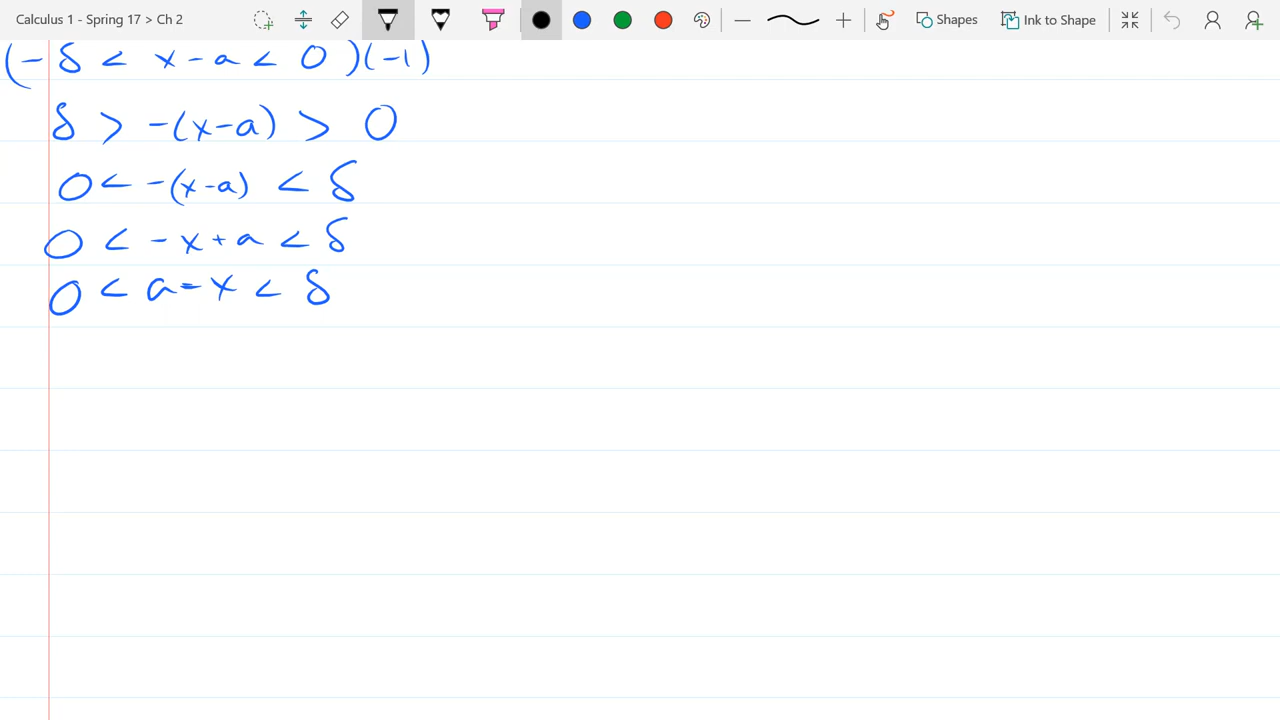 Calculus 1 - Spring 17 > Ch 2 Shapes Ink to Shape
(-δ < x-a < 0)(-1)
δ > -(x-a) > 0
0 < -(x-a) < δ
0 < -x+a < δ
0 < a-x < δ